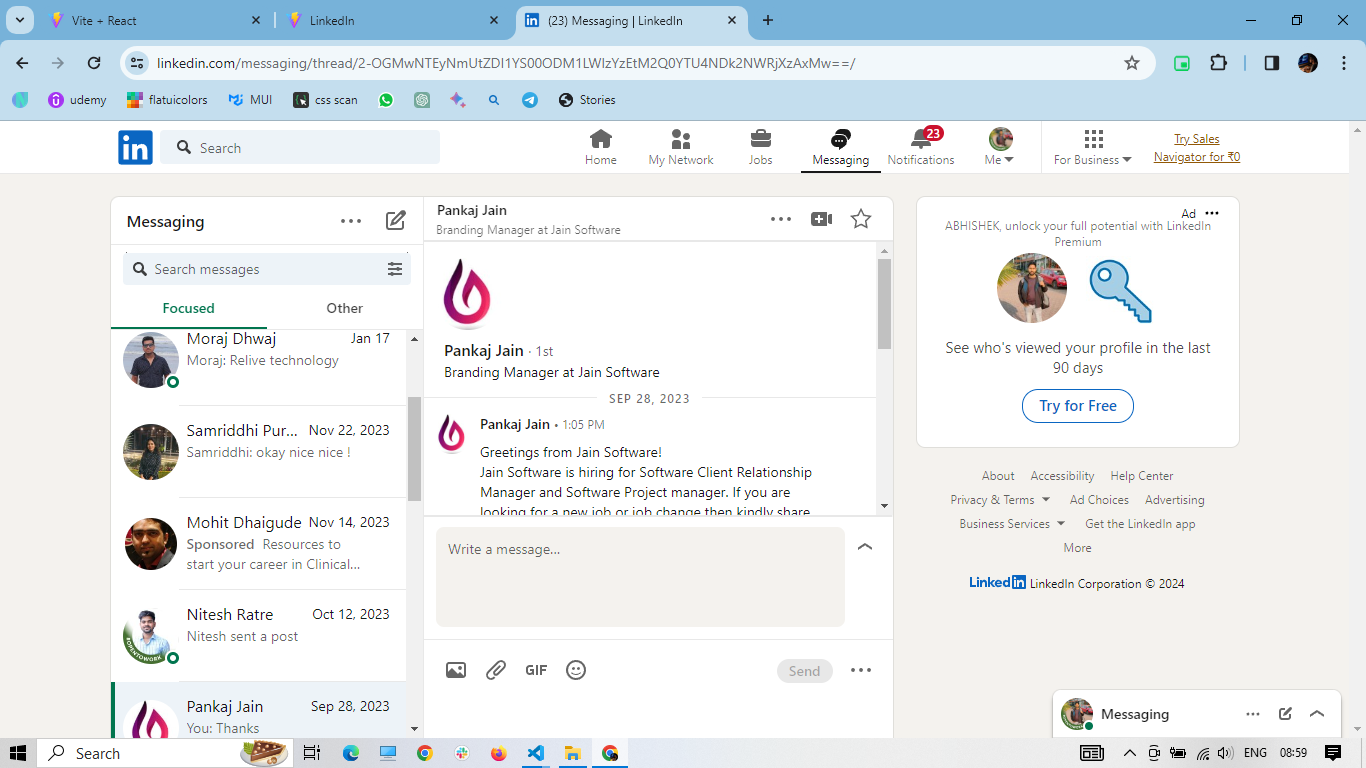 Vite + React
LinkedIn
(23) Messaging | LinkedIn
linkedin.com/messaging/thread/2-OGMwNTEyNmUtZDI1YS00ODM1LWIzYzEtM2Q0YTU4NDk2NWRjXzAxMw==/
udemy
flatuicolors
MUI
css scan
Stories
in
Search
Home
My Network
Jobs
Messaging
23
Notifications
Me
For Business
Try Sales
Navigator for ₹0
Messaging
Search messages
Focused
Other
Moraj Dhwaj Jan 17
Moraj: Relive technology
Samriddhi Pur... Nov 22, 2023
Samriddhi: okay nice nice !
Mohit Dhaigude Nov 14, 2023
Sponsored Resources to
start your career in Clinical...
Nitesh Ratre Oct 12, 2023
Nitesh sent a post
#OPENTOWORK
Pankaj Jain Sep 28, 2023
You: Thanks
Pankaj Jain
Branding Manager at Jain Software
Pankaj Jain · 1st
Branding Manager at Jain Software
SEP 28, 2023
Pankaj Jain • 1:05 PM
Greetings from Jain Software!
Jain Software is hiring for Software Client Relationship
Manager and Software Project manager. If you are
looking for a new job or job change then kindly share
Write a message...
GIF
Send
Ad
ABHISHEK, unlock your full potential with LinkedIn
Premium
See who's viewed your profile in the last
90 days
Try for Free
About Accessibility Help Center
Privacy & Terms Ad Choices Advertising
Business Services Get the LinkedIn app
More
LinkedIn LinkedIn Corporation © 2024
Messaging
Search
ENG
08:59